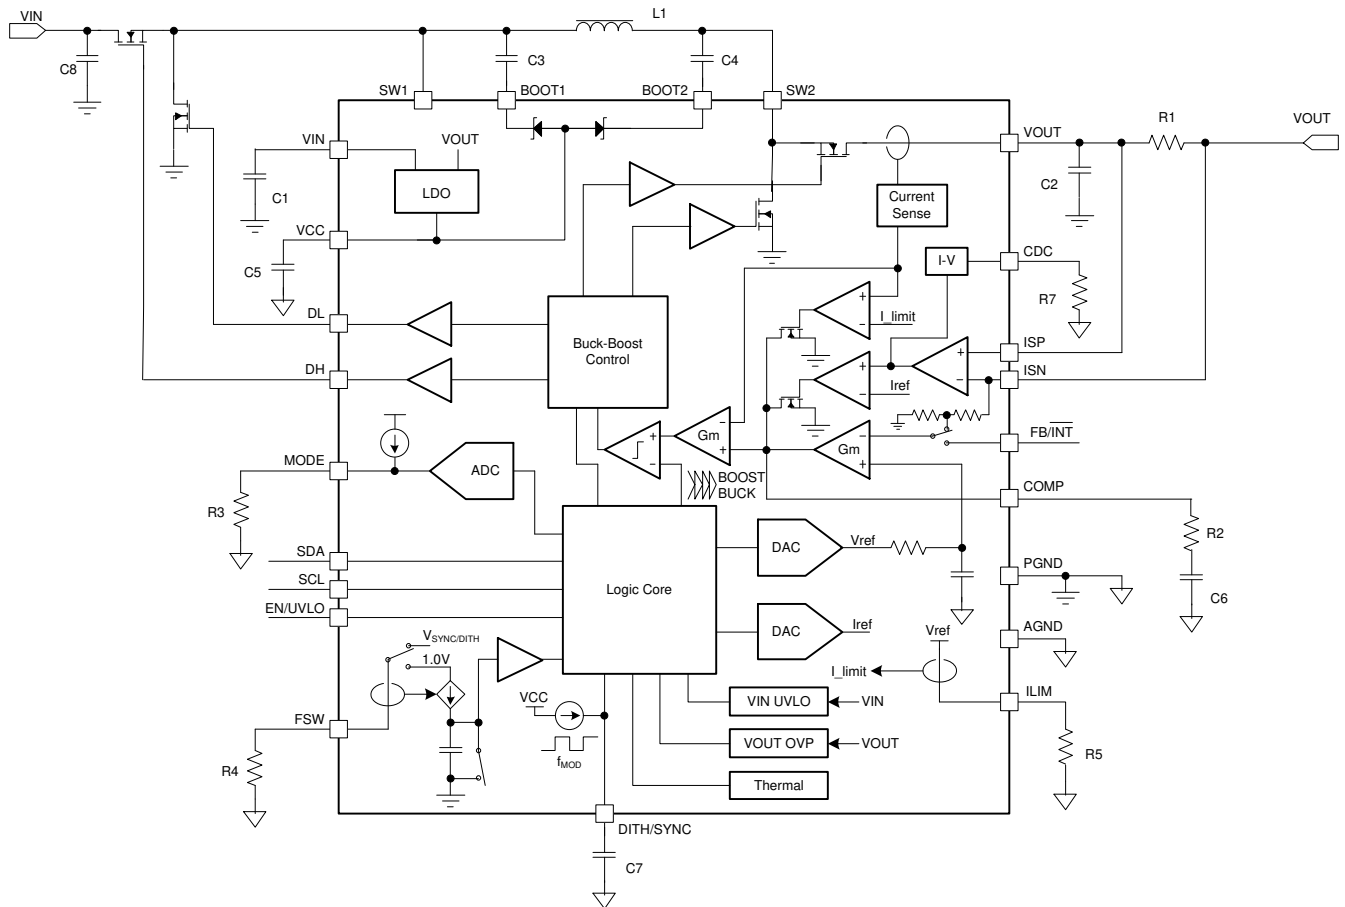 VIN
L1
C8
C3
C4
SW1
BOOT1
BOOT2
SW2
VIN
VOUT
VOUT
R1
VOUT
C1
LDO
Current
Sense
C2
VCC
C5
I-V
CDC
R7
DL
Buck-Boost
Control
+
−
I_limit
ISP
DH
+
−
Iref
+
−
ISN
MODE
ADC
+
−
Gm
−
+
Gm
−
+
FB/INT
BOOST
BUCK
COMP
R3
SDA
SCL
EN/UVLO
Logic Core
DAC
Vref
R2
PGND
C6
DAC
Iref
AGND
VSYNC/DITH
1.0V
Vref
I_limit
ILIM
FSW
VCC
fMOD
VIN UVLO
VIN
VOUT OVP
VOUT
Thermal
R4
R5
DITH/SYNC
C7